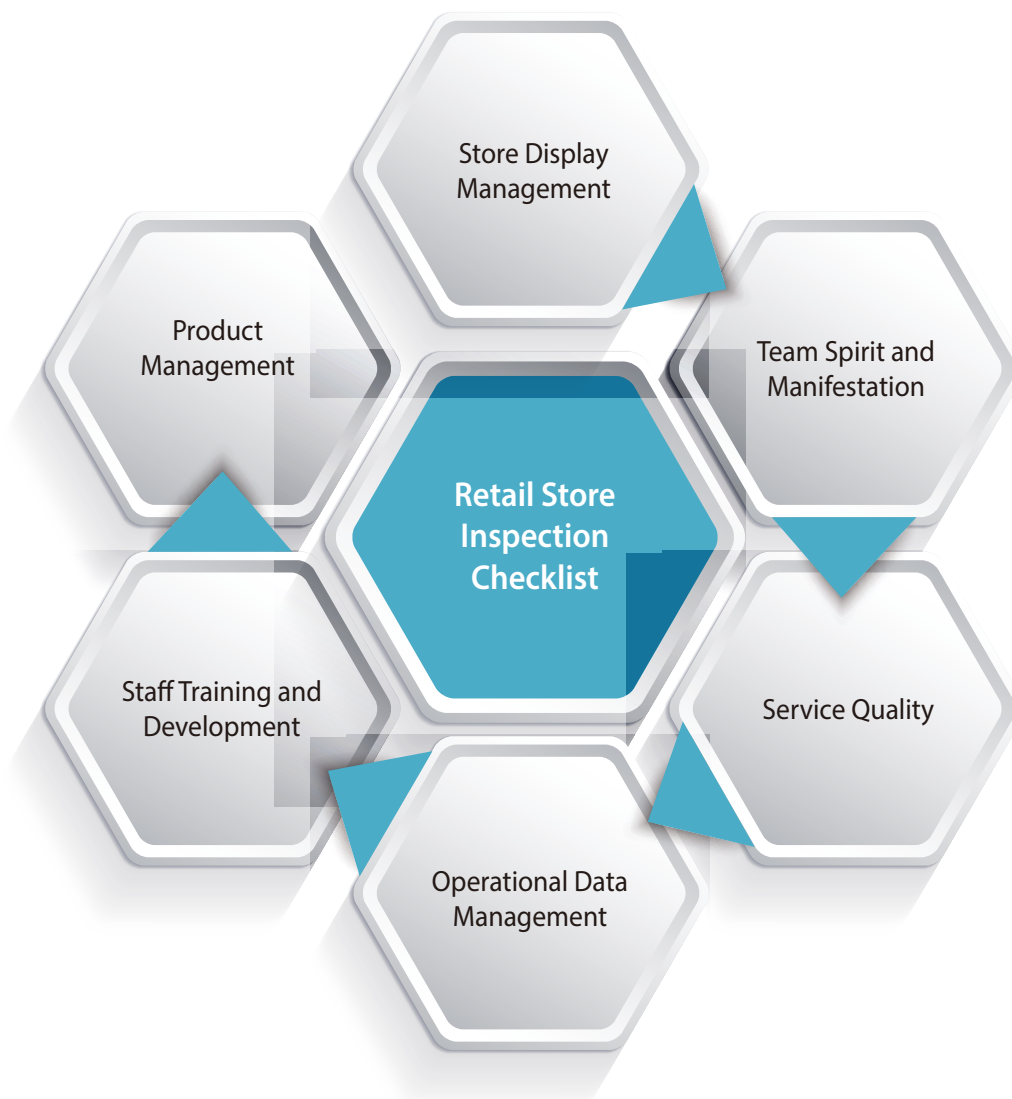 Store Display
Management
Team Spirit and
Manifestation
Service Quality
Operational Data
Management
Staff Training and
Development
Product
Management
Retail Store
Inspection
Checklist